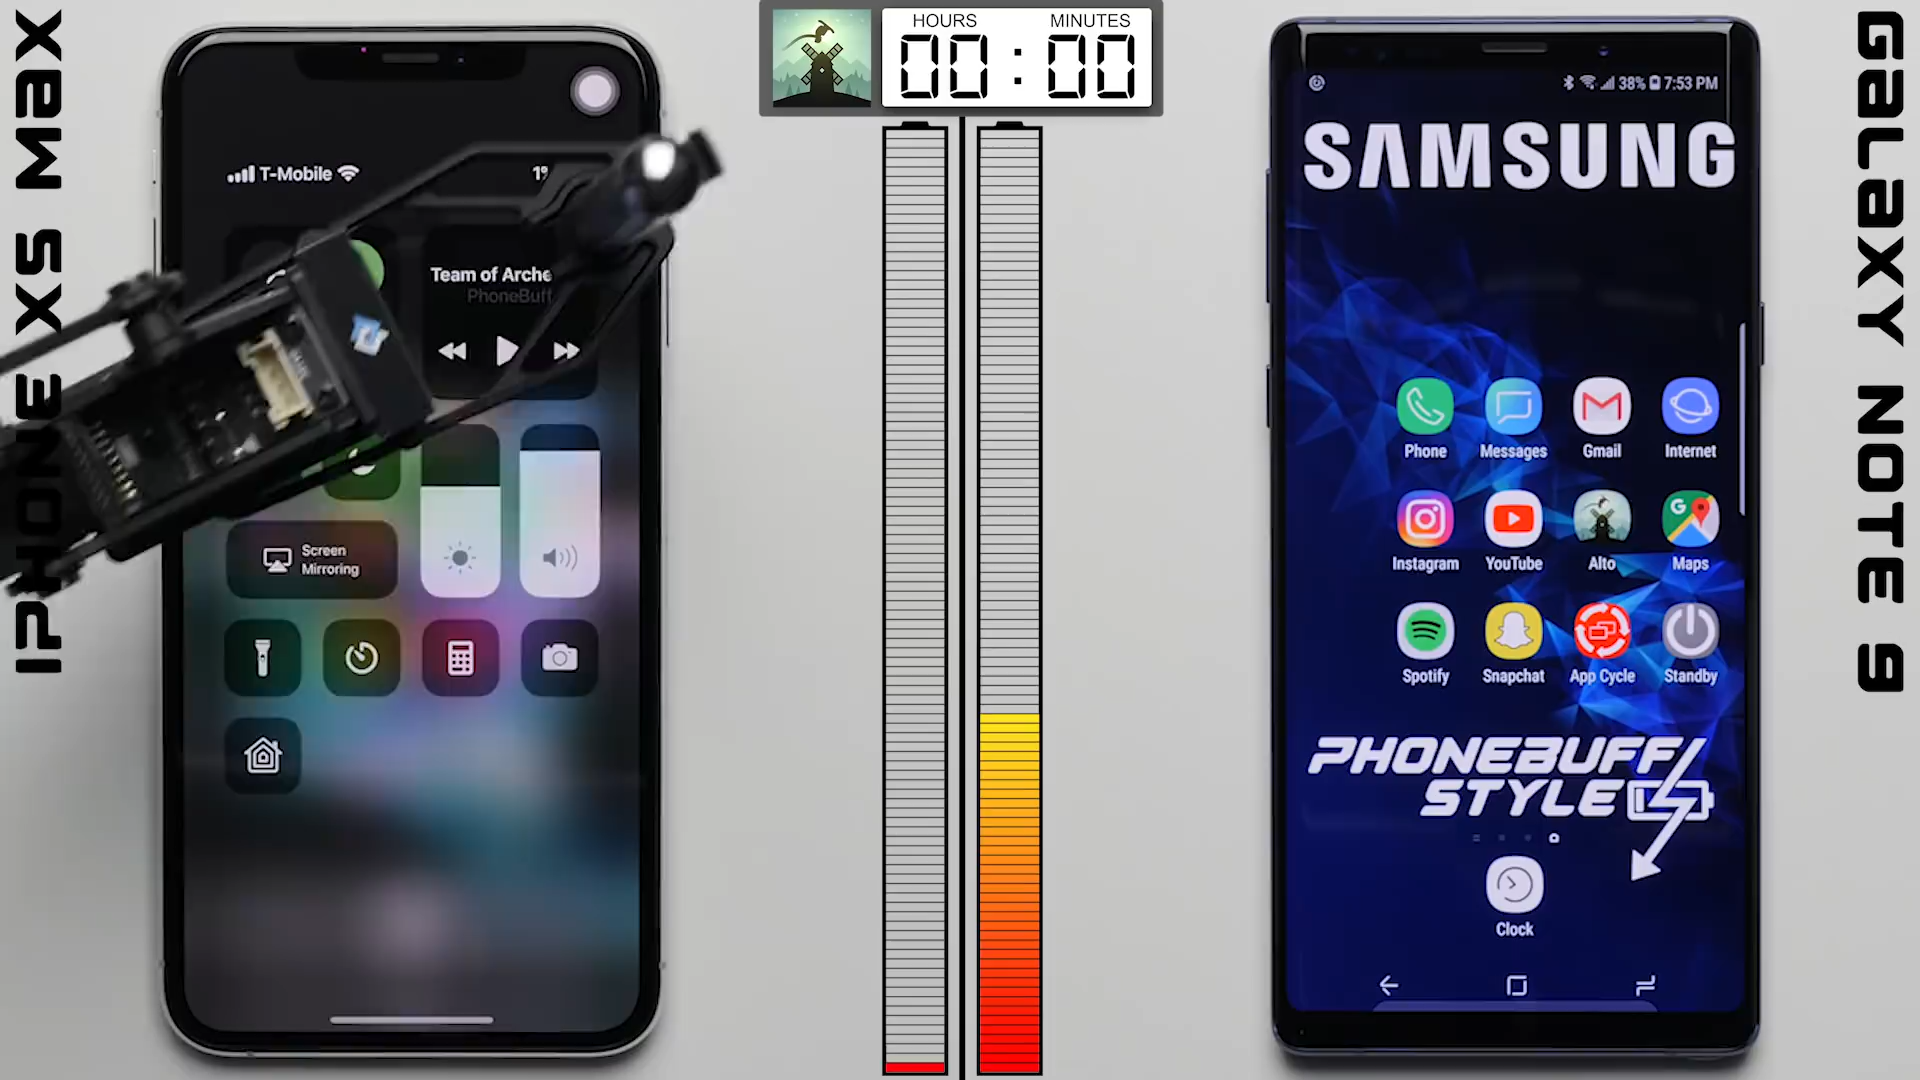 IPHONE XS MAX
T-Mobile
Team of Arche
PhoneBuff
Screen
Mirroring
HOURS MINUTES
00 : 00
38% 7:53 PM
SAMSUNG
Phone Messages Gmail Internet
Instagram YouTube Alto Maps
Spotify Snapchat App Cycle Standby
PHONEBUFF
STYLE
Clock
GALAXY NOTE 9